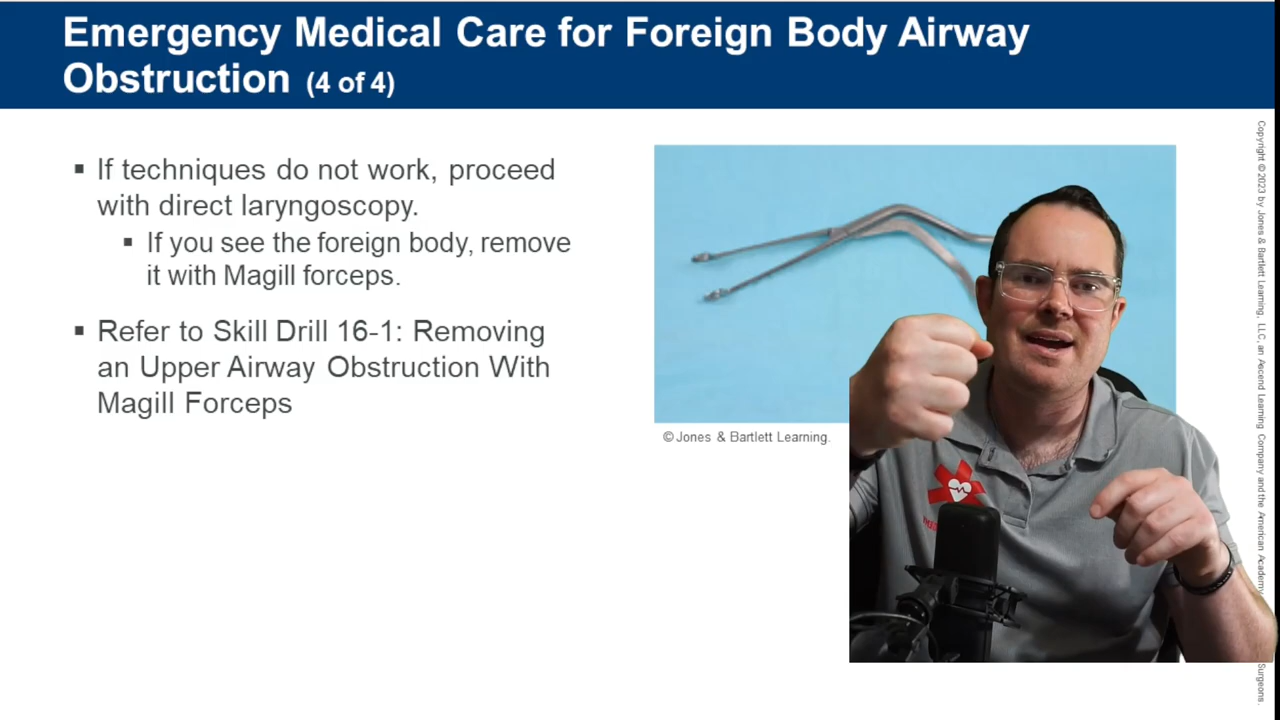 Emergency Medical Care for Foreign Body Airway
Obstruction (4 of 4)
▪ If techniques do not work, proceed
with direct laryngoscopy.
▪ If you see the foreign body, remove
it with Magill forceps.
▪ Refer to Skill Drill 16-1: Removing
an Upper Airway Obstruction With
Magill Forceps
© Jones & Bartlett Learning.
Copyright © 2023 by Jones & Bartlett Learning, LLC, an Ascend Learning Company and the American Academy
Surgeons.